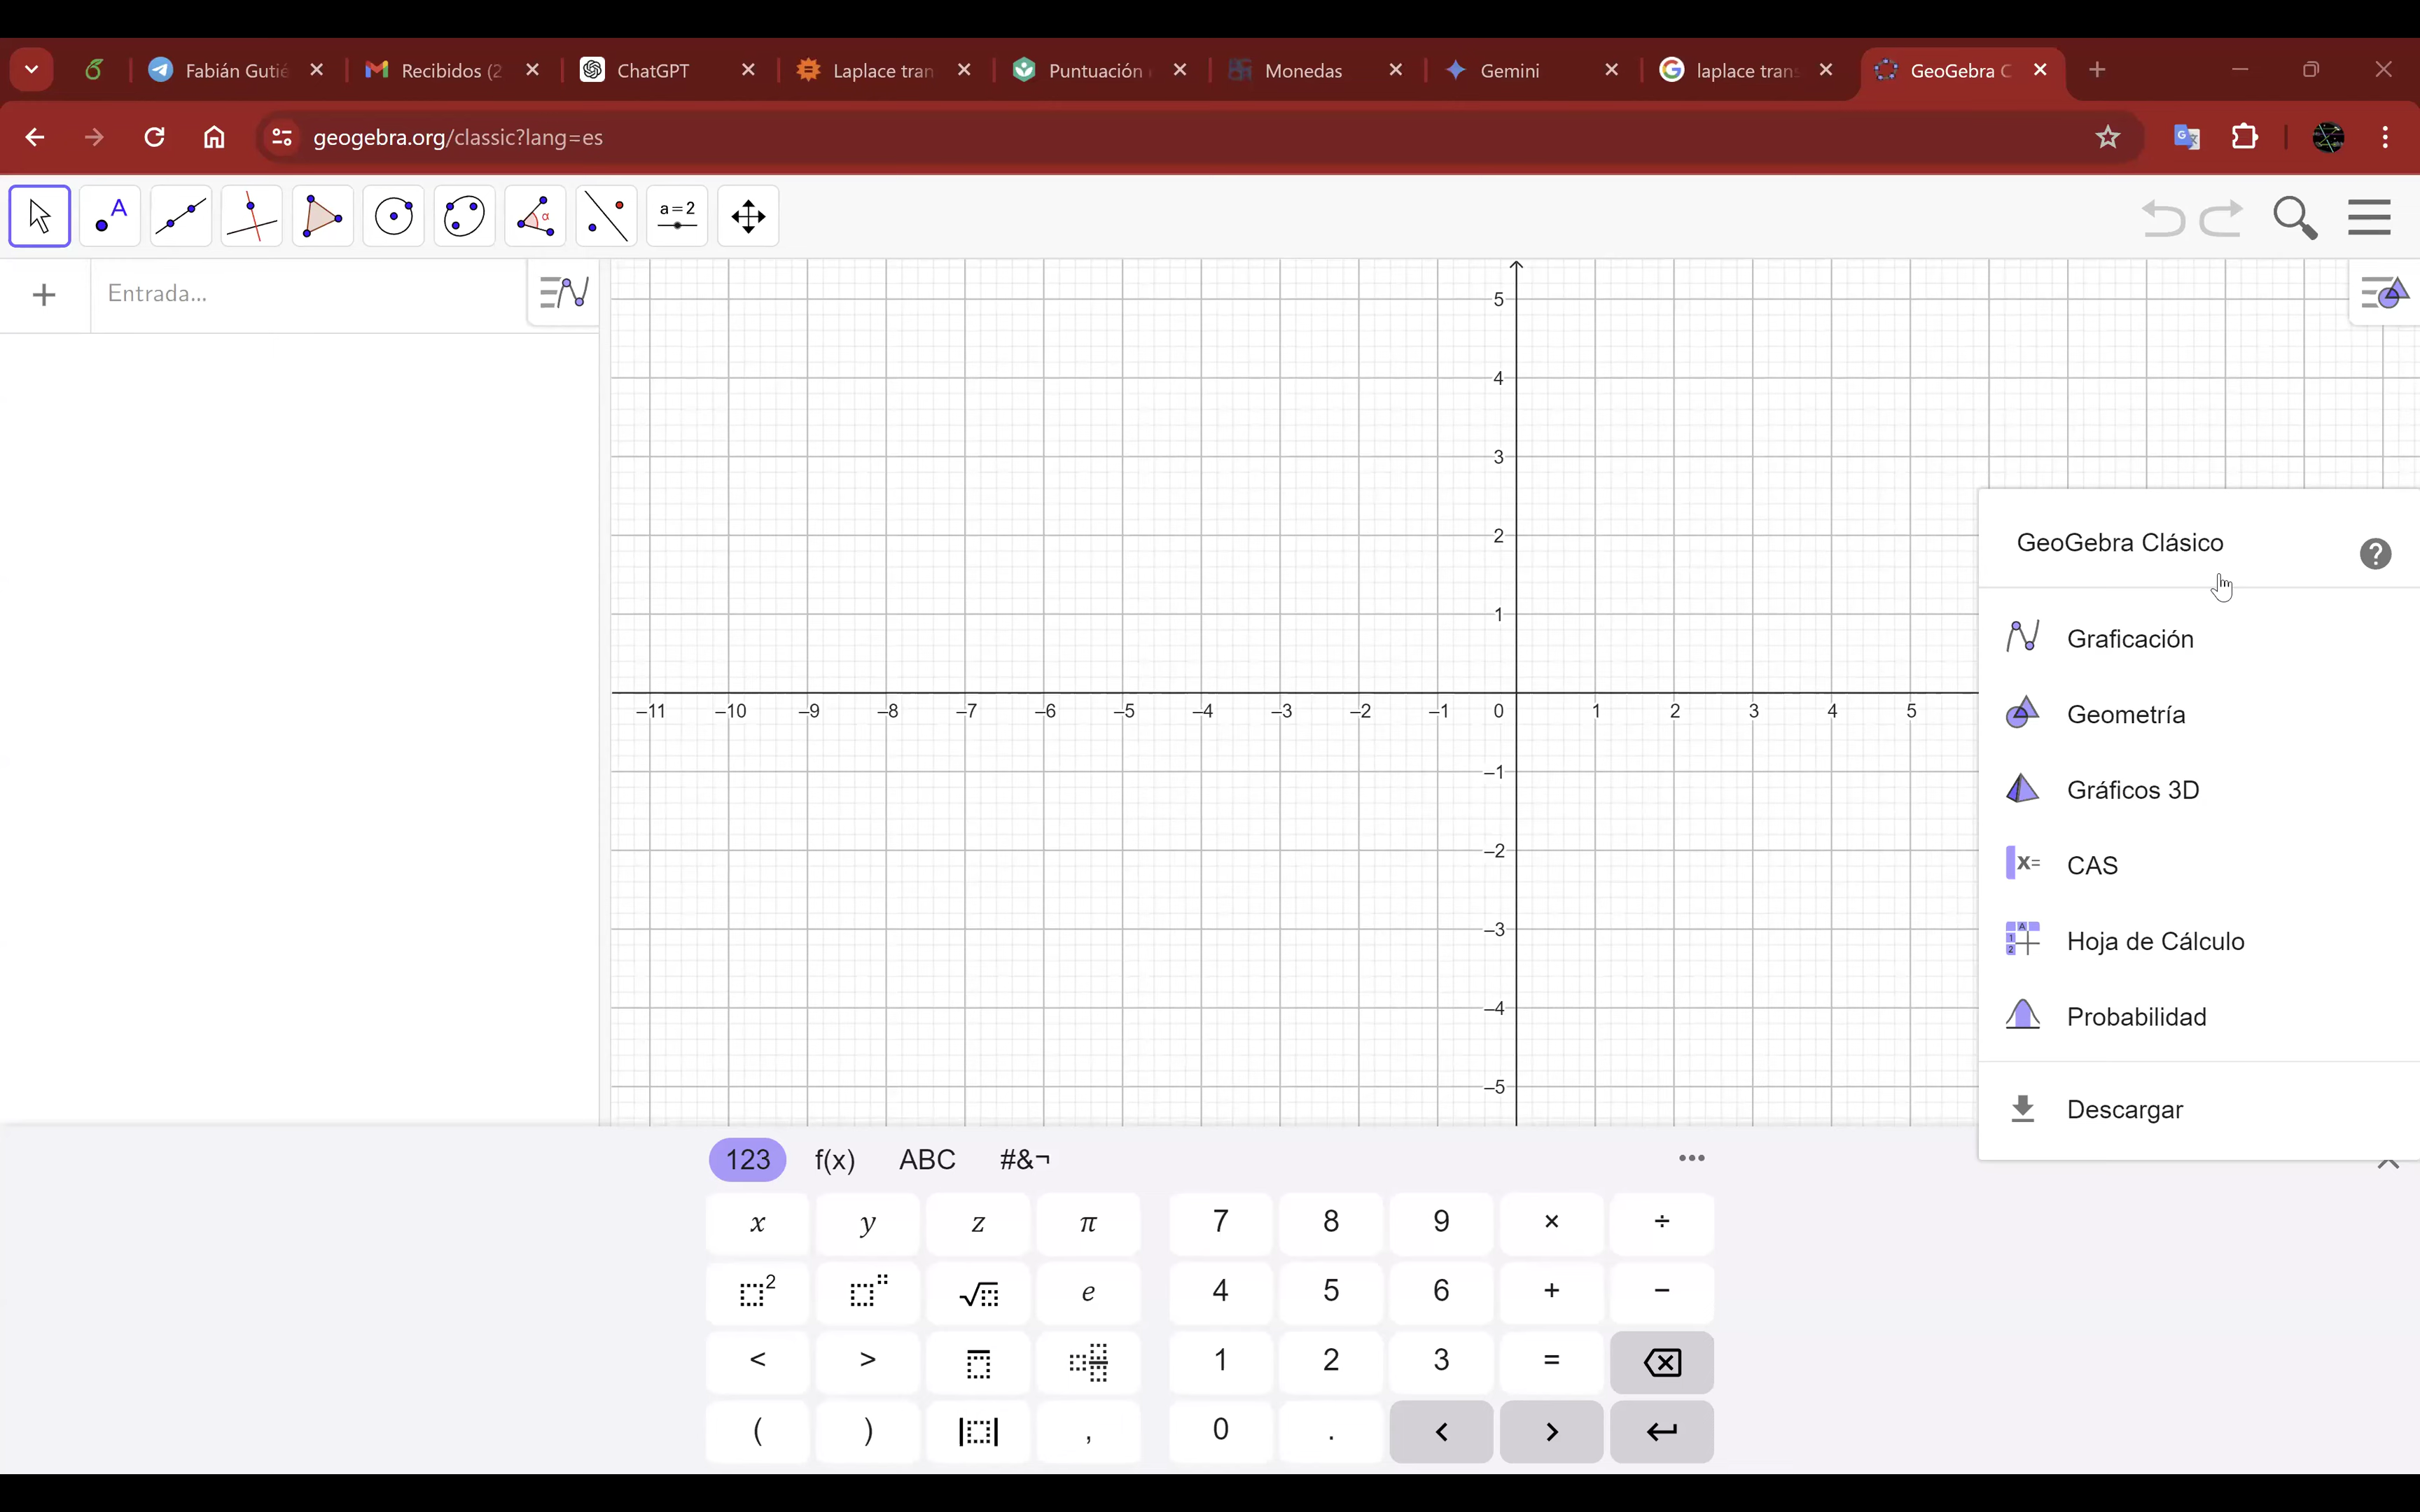 Fabián Gutié
Recibidos (2
ChatGPT
Laplace tran
Puntuación
Monedas
Gemini
laplace trans
GeoGebra C
geogebra.org/classic?lang=es
A
α
a=2
Entrada...
5
4
3
2
1
−11 −10 −9 −8 −7 −6 −5 −4 −3 −2 −1 0 1 2 3 4 5
−1
−2
−3
−4
−5
GeoGebra Clásico
Graficación
Geometría
Gráficos 3D
x= CAS
Hoja de Cálculo
Probabilidad
Descargar
123 f(x) ABC #&¬
x y z π 7 8 9 × ÷
2 √ e 4 5 6 + −
< > 1 2 3 =
( ) , 0 . < >